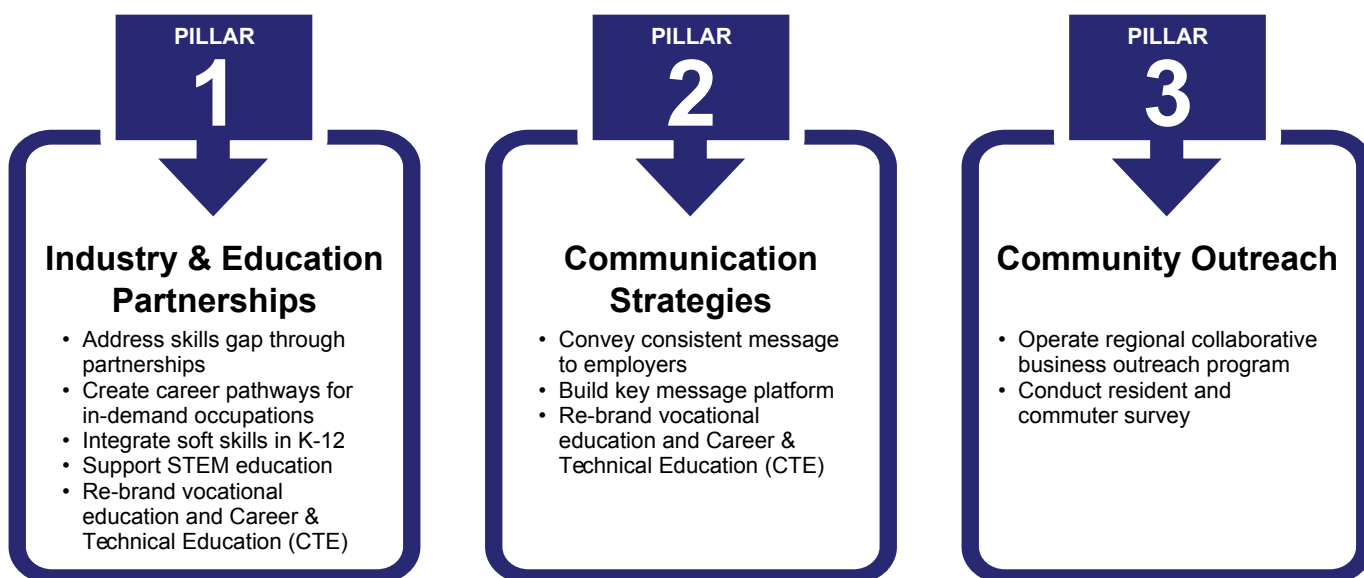 PILLAR
1
Industry & Education
Partnerships
• Address skills gap through
partnerships
• Create career pathways for
in-demand occupations
• Integrate soft skills in K-12
• Support STEM education
• Re-brand vocational
education and Career &
Technical Education (CTE)
PILLAR
2
Communication
Strategies
• Convey consistent message
to employers
• Build key message platform
• Re-brand vocational
education and Career &
Technical Education (CTE)
PILLAR
3
Community Outreach
• Operate regional collaborative
business outreach program
• Conduct resident and
commuter survey